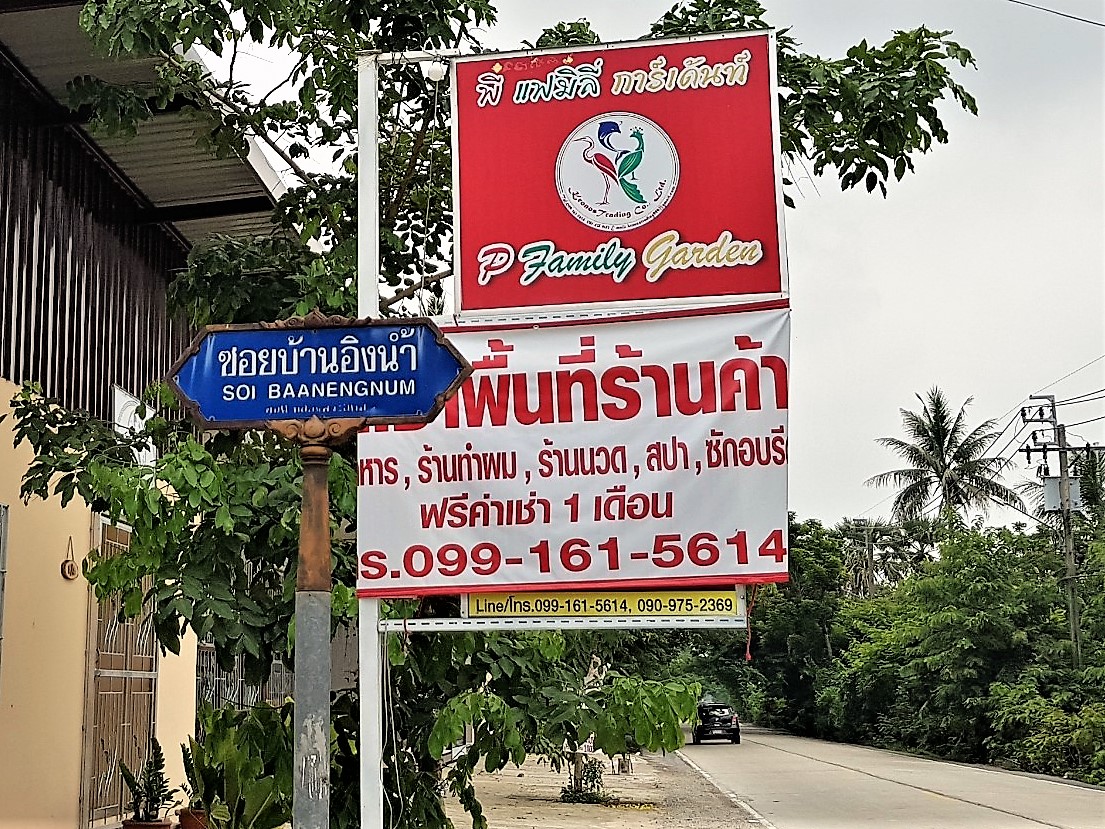 พี แฟมิลี่ การ์เด้นท์
Kronos Trading Co., Ltd.
P Family Garden
ซอยบ้านอิงน้ำ
SOI BAANENGNUM
พื้นที่ร้านค้า
หาร , ร้านทำผม , ร้านนวด , สปา , ซักอบรี
ฟรีค่าเช่า 1 เดือน
ร.099-161-5614
Line/โทร.099-161-5614, 090-975-2369